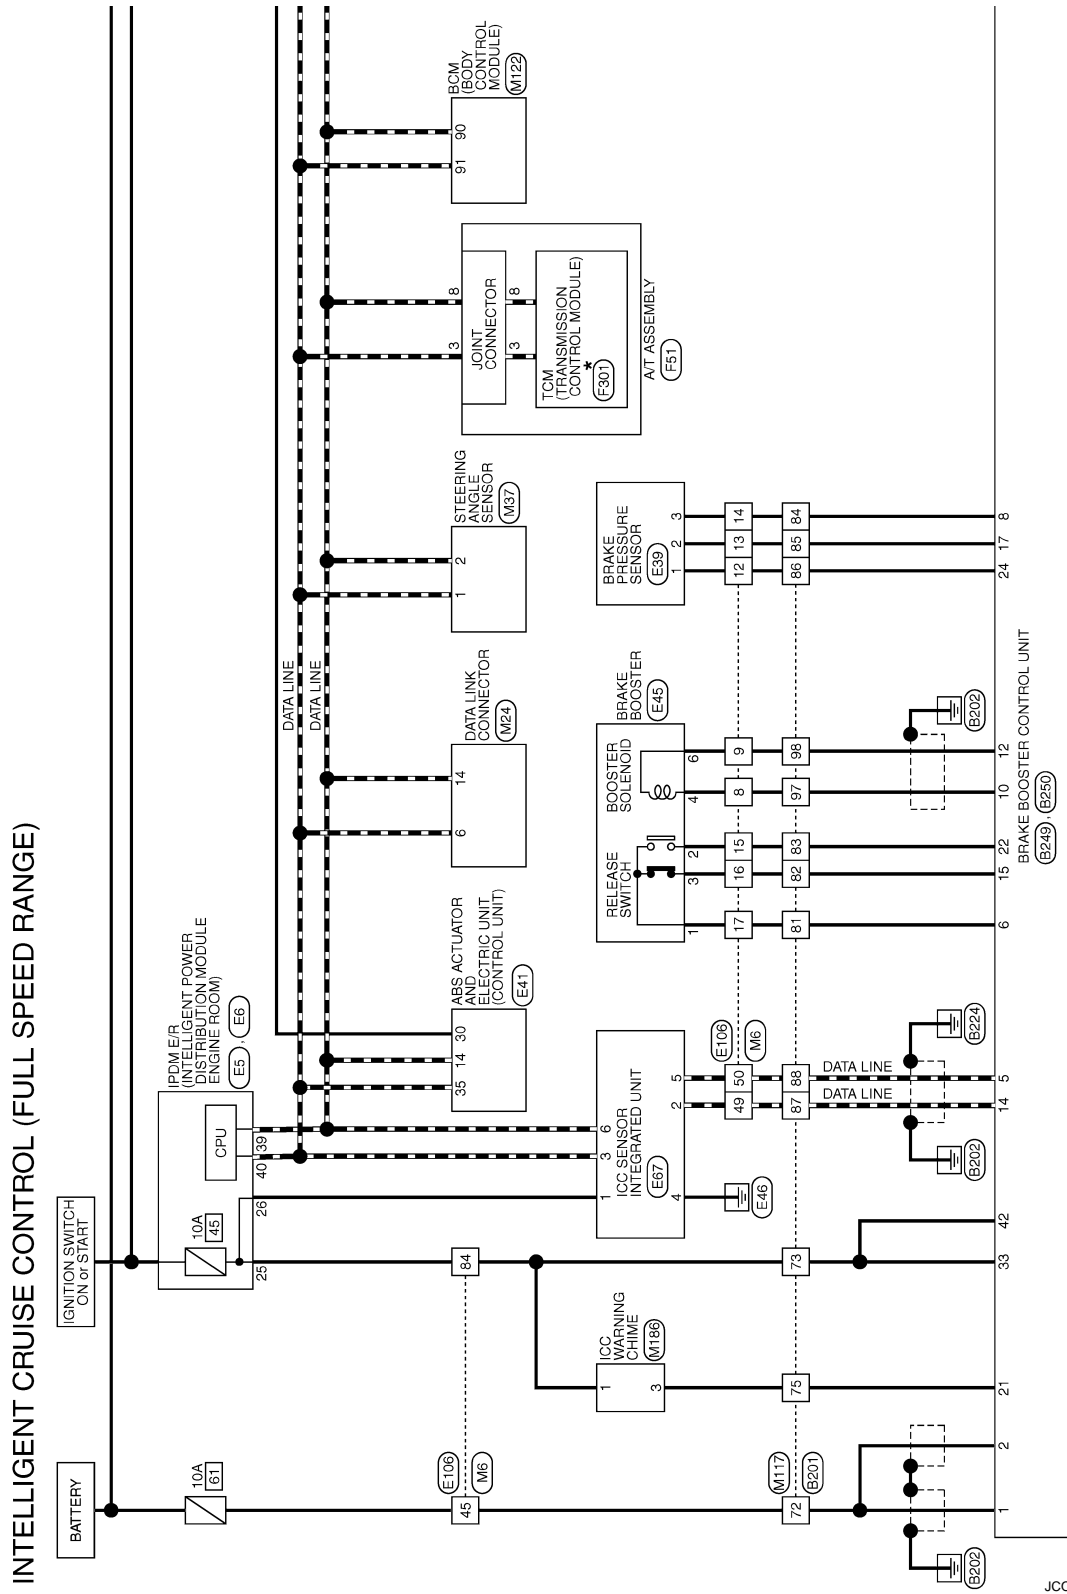 INTELLIGENT CRUISE CONTROL (FULL SPEED RANGE)
BATTERY
IGNITION SWITCH
ON or START
10A
61
10A
45
CPU
IPDM E/R
(INTELLIGENT POWER
DISTRIBUTION MODULE
ENGINE ROOM)
E5 , E6
25
26
40
39
DATA LINE
DATA LINE
E106
M6
45
84
35
14
30
ABS ACTUATOR
AND
ELECTRIC UNIT
(CONTROL UNIT)
E41
6
14
DATA LINK
CONNECTOR
M24
1
2
STEERING
ANGLE
SENSOR
M37
3
8
JOINT
CONNECTOR
3
8
TCM
(TRANSMISSION
CONTROL MODULE)
*
F301
A/T ASSEMBLY
F51
91
90
BCM
(BODY
CONTROL
MODULE)
M122
1
3
ICC
WARNING
CHIME
M186
1
3
6
ICC SENSOR
INTEGRATED UNIT
E67
4
2
5
E46
RELEASE
SWITCH
BOOSTER
SOLENOID
BRAKE
BOOSTER
E45
1
3
2
4
6
BRAKE
PRESSURE
SENSOR
E39
1
2
3
E106
M6
49
50
17
16
15
8
9
12
13
14
M117
B201
72
75
73
87
88
81
82
83
97
98
86
85
84
DATA LINE
DATA LINE
B202
B202
B224
B202
1
2
21
33
42
14
5
6
15
22
10
12
24
17
8
BRAKE BOOSTER CONTROL UNIT
B249 , B250
JCO